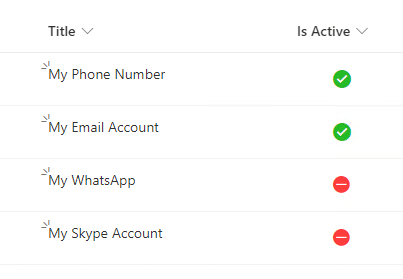 Title Is Active
My Phone Number
My Email Account
My WhatsApp
My Skype Account